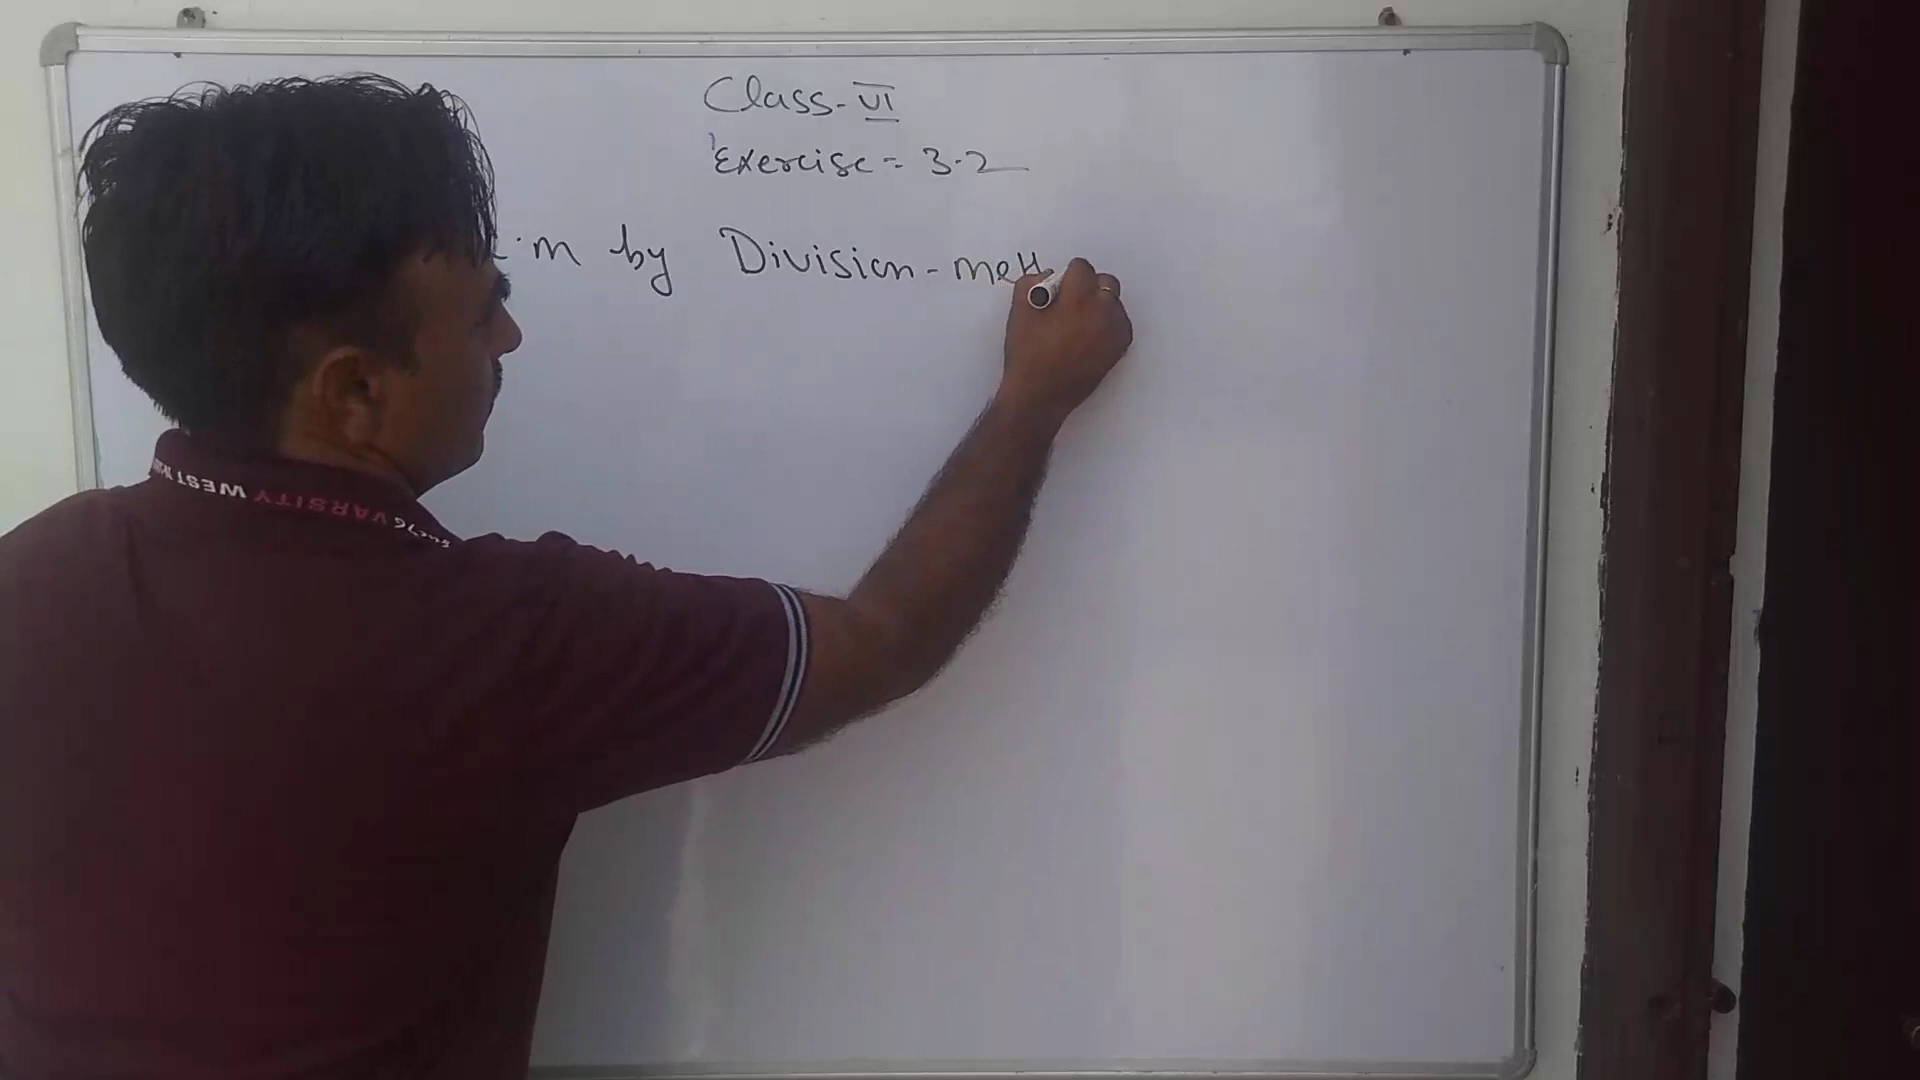 Class-VI
Exercise = 3.2
.m by Division-meth
WEST VARSITY